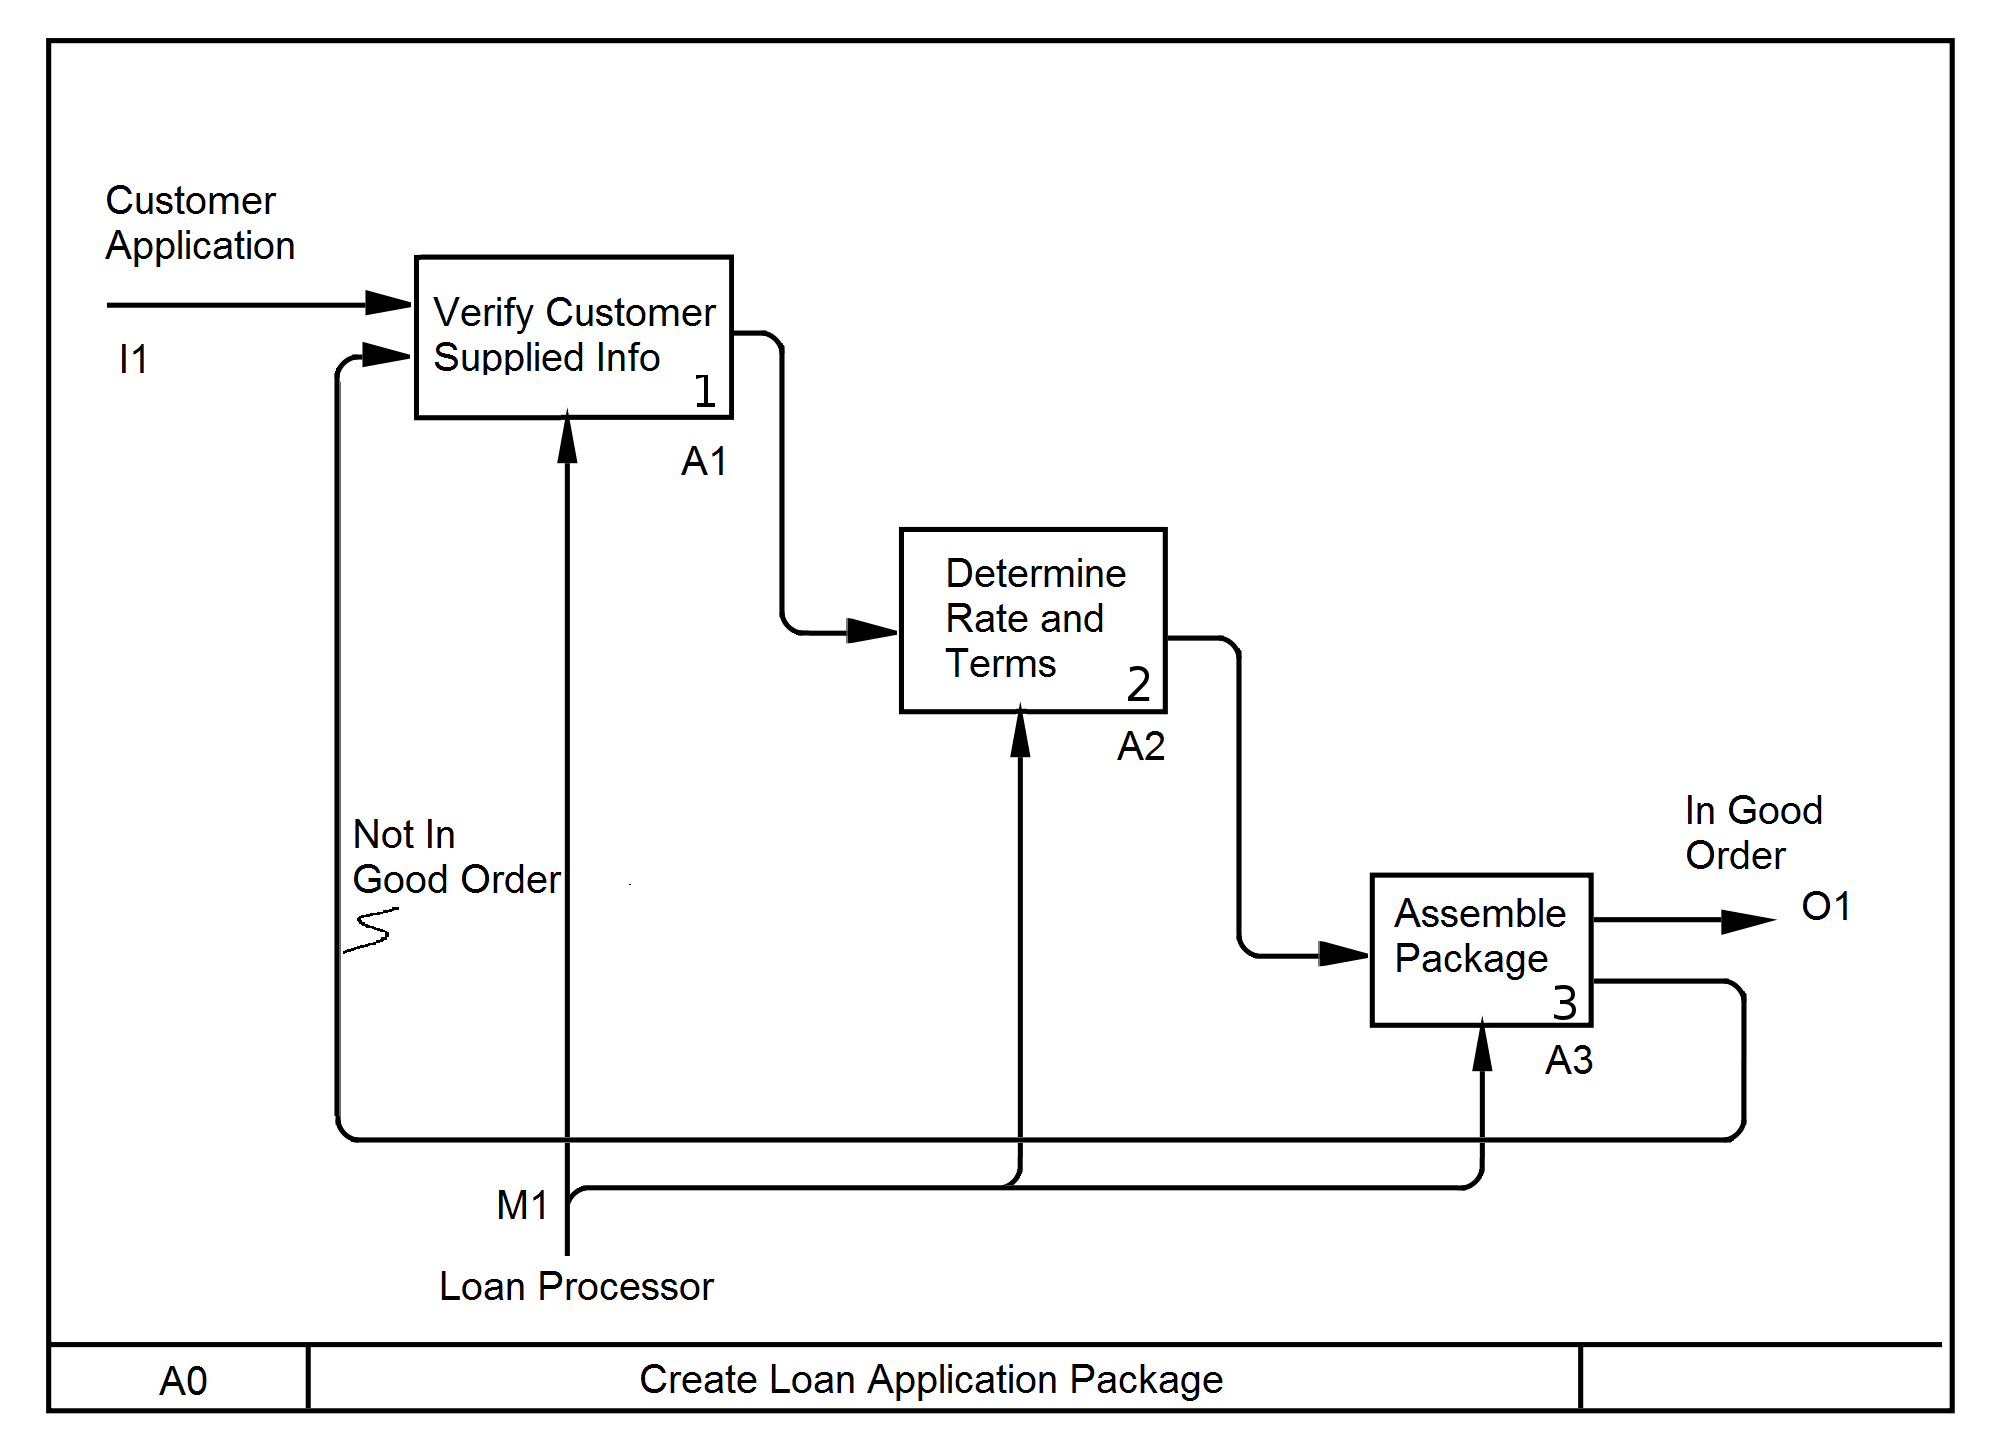 Customer
Application
I1
Verify Customer
Supplied Info
1
A1
Determine
Rate and
Terms
2
A2
Not In
Good Order
In Good
Order
O1
Assemble
Package
3
A3
M1
Loan Processor
A0
Create Loan Application Package